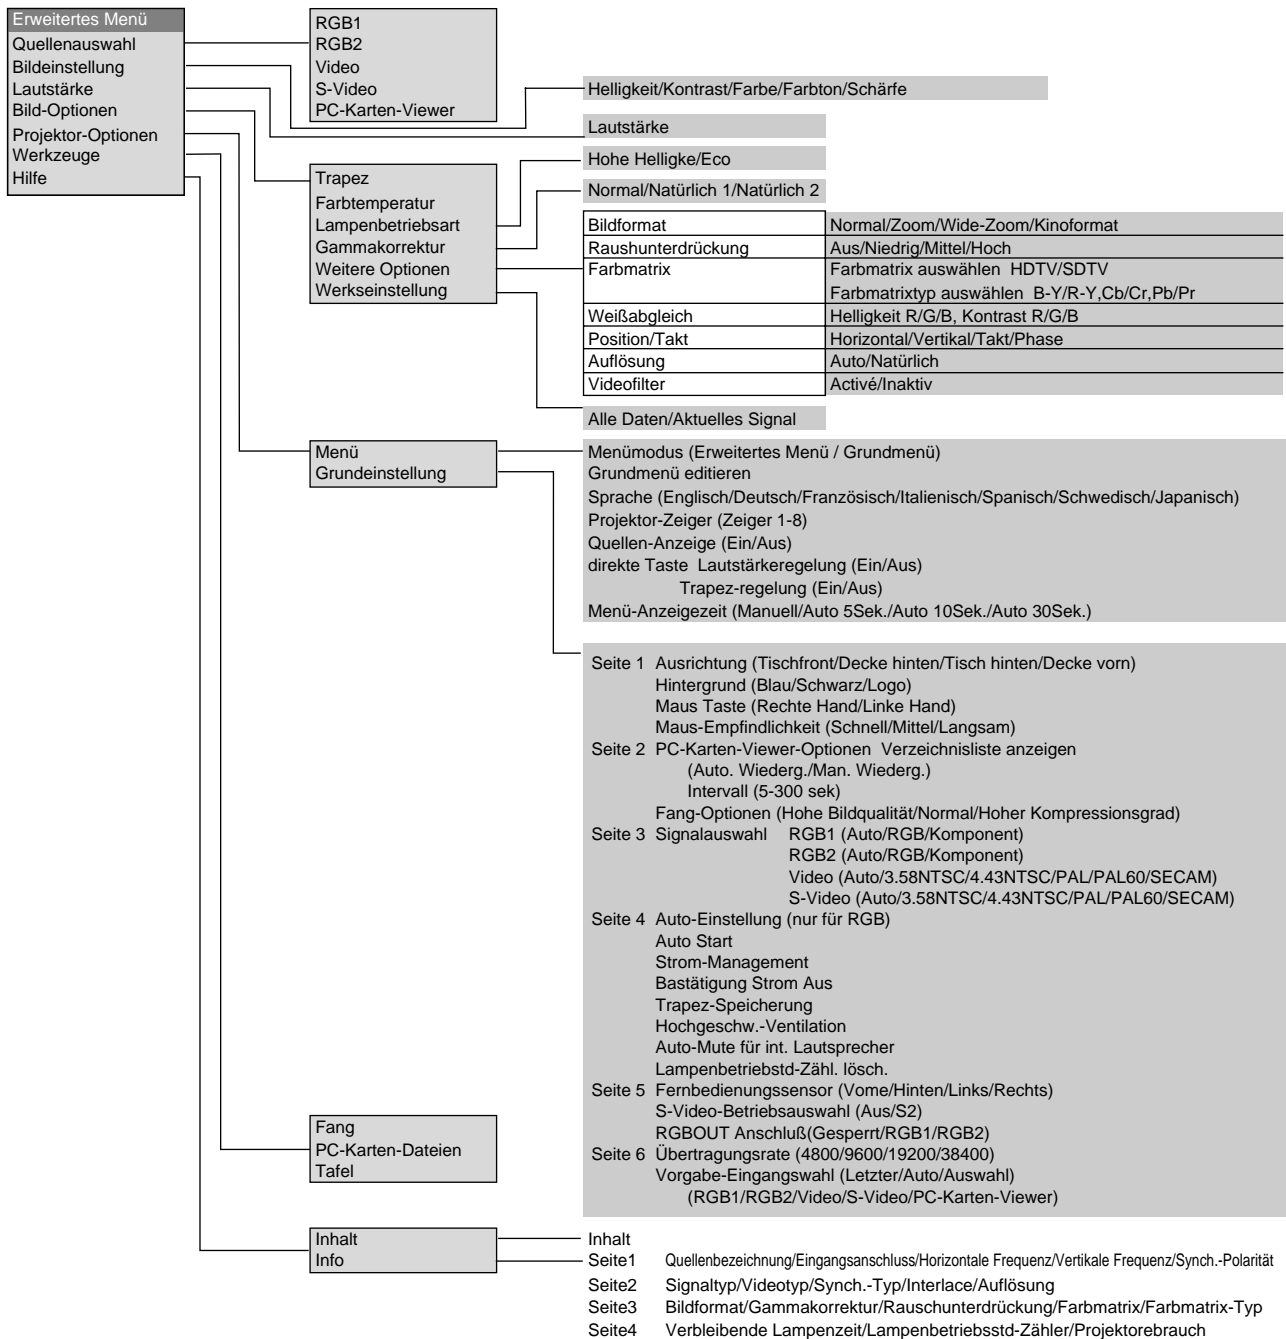 Erweitertes Menü
Quellenauswahl
Bildeinstellung
Lautstärke
Bild-Optionen
Projektor-Optionen
Werkzeuge
Hilfe
RGB1
RGB2
Video
S-Video
PC-Karten-Viewer
Helligkeit/Kontrast/Farbe/Farbton/Schärfe
Lautstärke
Hohe Helligke/Eco
Normal/Natürlich 1/Natürlich 2
Trapez
Farbtemperatur
Lampenbetriebsart
Gammakorrektur
Weitere Optionen
Werkseinstellung
Bildformat Normal/Zoom/Wide-Zoom/Kinoformat
Raushunterdrückung Aus/Niedrig/Mittel/Hoch
Farbmatrix Farbmatrix auswählen HDTV/SDTV
Farbmatrixtyp auswählen B-Y/R-Y,Cb/Cr,Pb/Pr
Weißabgleich Helligkeit R/G/B, Kontrast R/G/B
Position/Takt Horizontal/Vertikal/Takt/Phase
Auflösung Auto/Natürlich
Videofilter Activé/Inaktiv
Alle Daten/Aktuelles Signal
Menü
Grundeinstellung
Menümodus (Erweitertes Menü / Grundmenü)
Grundmenü editieren
Sprache (Englisch/Deutsch/Französisch/Italienisch/Spanisch/Schwedisch/Japanisch)
Projektor-Zeiger (Zeiger 1-8)
Quellen-Anzeige (Ein/Aus)
direkte Taste Lautstärkeregelung (Ein/Aus)
Trapez-regelung (Ein/Aus)
Menü-Anzeigezeit (Manuell/Auto 5Sek./Auto 10Sek./Auto 30Sek.)
Seite 1 Ausrichtung (Tischfront/Decke hinten/Tisch hinten/Decke vorn)
Hintergrund (Blau/Schwarz/Logo)
Maus Taste (Rechte Hand/Linke Hand)
Maus-Empfindlichkeit (Schnell/Mittel/Langsam)
Seite 2 PC-Karten-Viewer-Optionen Verzeichnisliste anzeigen
(Auto. Wiederg./Man. Wiederg.)
Intervall (5-300 sek)
Fang-Optionen (Hohe Bildqualität/Normal/Hoher Kompressionsgrad)
Seite 3 Signalauswahl RGB1 (Auto/RGB/Komponent)
RGB2 (Auto/RGB/Komponent)
Video (Auto/3.58NTSC/4.43NTSC/PAL/PAL60/SECAM)
S-Video (Auto/3.58NTSC/4.43NTSC/PAL/PAL60/SECAM)
Seite 4 Auto-Einstellung (nur für RGB)
Auto Start
Strom-Management
Bastätigung Strom Aus
Trapez-Speicherung
Hochgeschw.-Ventilation
Auto-Mute für int. Lautsprecher
Lampenbetriebstd-Zähl. lösch.
Seite 5 Fernbedienungssensor (Vome/Hinten/Links/Rechts)
S-Video-Betriebsauswahl (Aus/S2)
RGBOUT Anschluß(Gesperrt/RGB1/RGB2)
Seite 6 Übertragungsrate (4800/9600/19200/38400)
Vorgabe-Eingangswahl (Letzter/Auto/Auswahl)
(RGB1/RGB2/Video/S-Video/PC-Karten-Viewer)
Fang
PC-Karten-Dateien
Tafel
Inhalt
Info
Inhalt
Seite1 Quellenbezeichnung/Eingangsanschluss/Horizontale Frequenz/Vertikale Frequenz/Synch.-Polarität
Seite2 Signaltyp/Videotyp/Synch.-Typ/Interlace/Auflösung
Seite3 Bildformat/Gammakorrektur/Rauschunterdrückung/Farbmatrix/Farbmatrix-Typ
Seite4 Verbleibende Lampenzeit/Lampenbetriebsstd-Zähler/Projektorebrauch